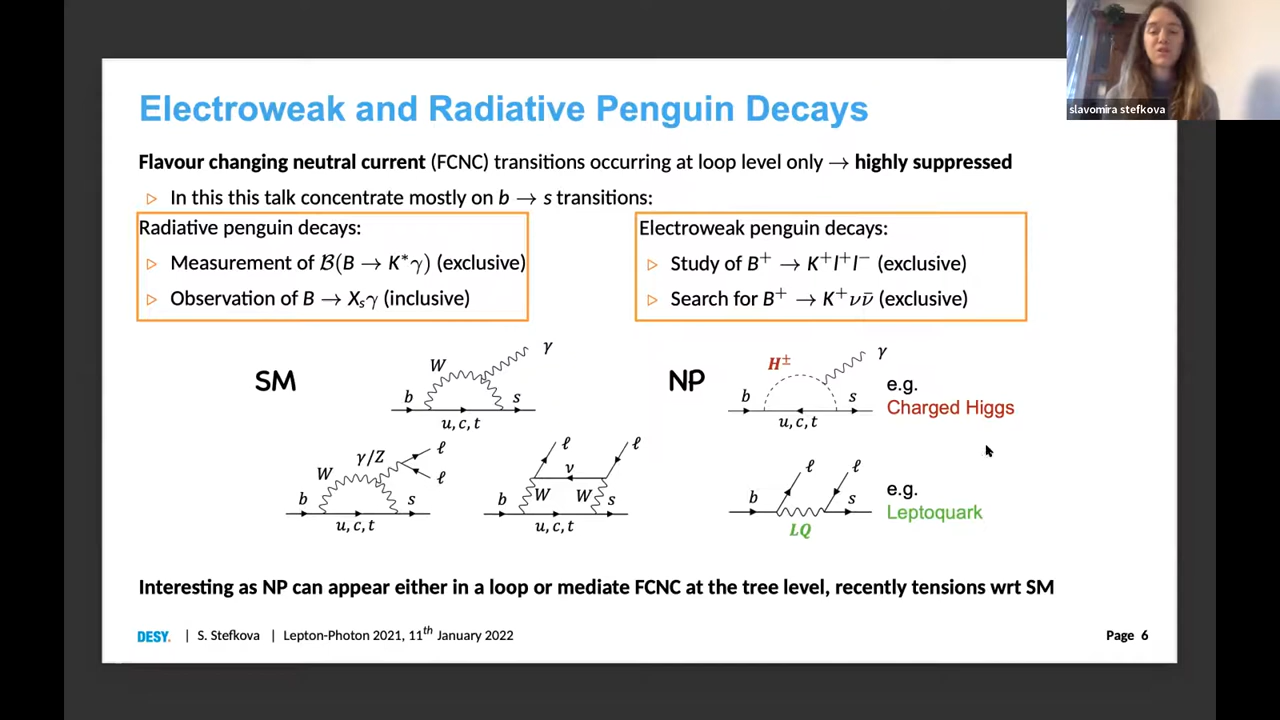 slavomira stefkova
Electroweak and Radiative Penguin Decays
Flavour changing neutral current (FCNC) transitions occurring at loop level only → highly suppressed
▷ In this this talk concentrate mostly on b → s transitions:
Radiative penguin decays:
▷ Measurement of ℬ(B → K*γ) (exclusive)
▷ Observation of B → Xₛγ (inclusive)
Electroweak penguin decays:
▷ Study of B⁺ → K⁺l⁺l⁻ (exclusive)
▷ Search for B⁺ → K⁺νν̄ (exclusive)
SM
W
γ
b
s
u, c, t
W
γ/Z
ℓ
ℓ
b
s
u, c, t
ℓ
ℓ
ν
b
W
W
s
u, c, t
NP
H±
γ
b
s
u, c, t
e.g.
Charged Higgs
ℓ
ℓ
b
s
LQ
e.g.
Leptoquark
Interesting as NP can appear either in a loop or mediate FCNC at the tree level, recently tensions wrt SM
DESY. | S. Stefkova | Lepton-Photon 2021, 11th January 2022
Page 6